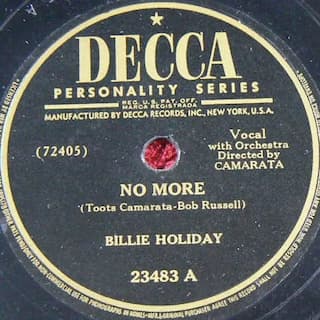 DECCA
PERSONALITY SERIES
REG. U.S. PAT. OFF.
MARCA REGISTRADA
MANUFACTURED BY DECCA RECORDS, INC., NEW YORK, U.S.A.
(72405)
Vocal
with Orchestra
Directed by
CAMARATA
NO MORE
(Toots Camarata-Bob Russell)
BILLIE HOLIDAY
23483 A